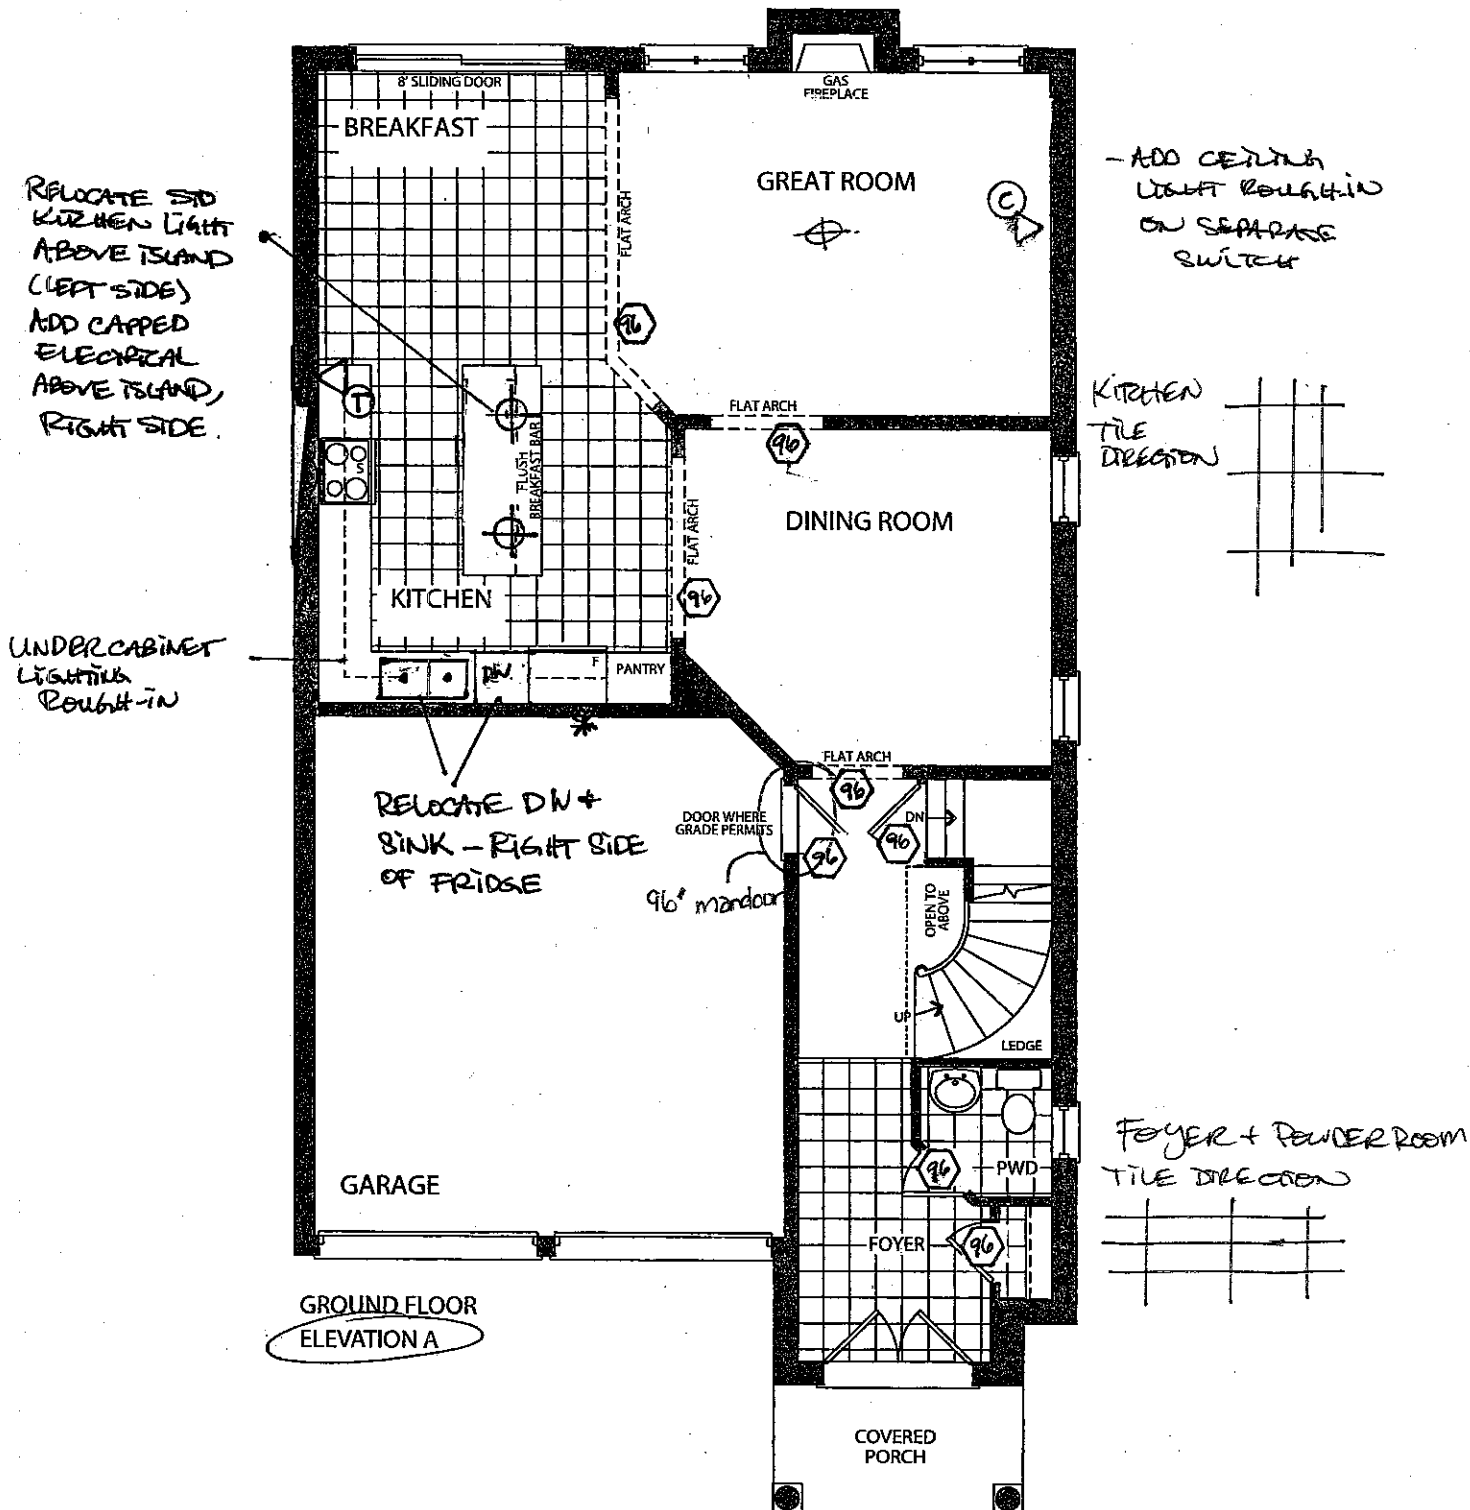 GAS
FIREPLACE
8' SLIDING DOOR
BREAKFAST
GREAT ROOM
C
- ADD CEILING
LIGHT ROUGH-IN
ON SEPARATE
SWITCH
RELOCATE STD
KITCHEN LIGHT
ABOVE ISLAND
(LEFT SIDE)
ADD CAPPED
ELECTRICAL
ABOVE ISLAND,
RIGHT SIDE.
FLAT ARCH
96
T
S
FLUSH
BREAKFAST BAR
FLAT ARCH
96
KITCHEN
TILE
DIRECTION
FLAT ARCH
DINING ROOM
96
KITCHEN
UNDERCABINET
LIGHTING
ROUGH-IN
DW
F
PANTRY
RELOCATE DW +
SINK - RIGHT SIDE
OF FRIDGE
FLAT ARCH
96
DOOR WHERE
GRADE PERMITS
DN
96
96
96" mandoor
OPEN TO
ABOVE
UP
LEDGE
FOYER + POWDER ROOM
TILE DIRECTION
96
PWD
GARAGE
FOYER
96
GROUND FLOOR
ELEVATION A
COVERED
PORCH